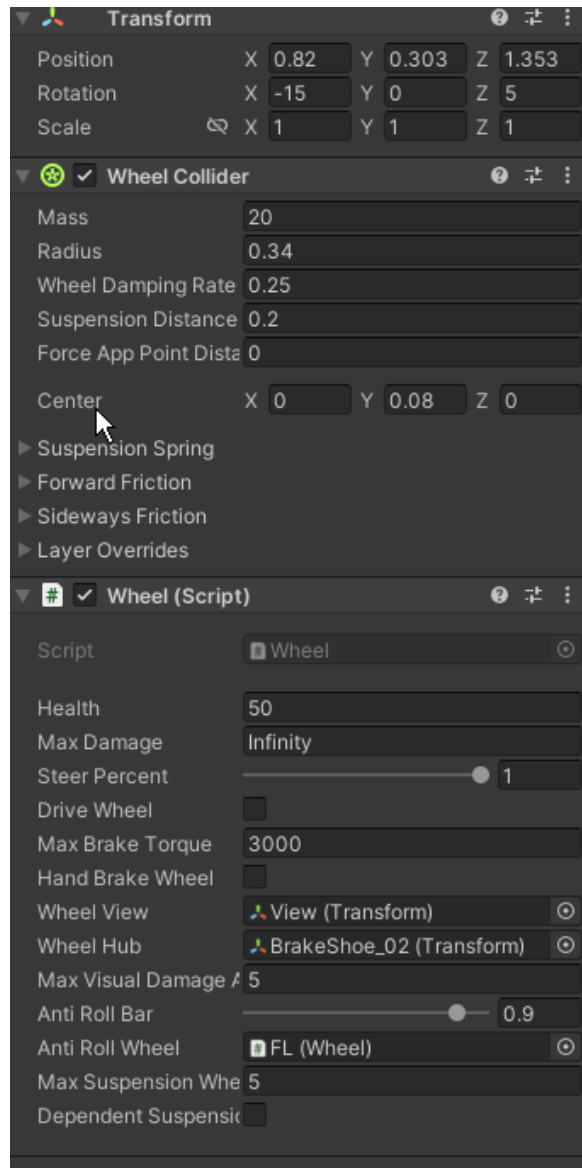 Transform
Position X 0.82 Y 0.303 Z 1.353
Rotation X -15 Y 0 Z 5
Scale X 1 Y 1 Z 1
Wheel Collider
Mass 20
Radius 0.34
Wheel Damping Rate 0.25
Suspension Distance 0.2
Force App Point Dista 0
Center X 0 Y 0.08 Z 0
Suspension Spring
Forward Friction
Sideways Friction
Layer Overrides
# Wheel (Script)
Script # Wheel
Health 50
Max Damage Infinity
Steer Percent 1
Drive Wheel
Max Brake Torque 3000
Hand Brake Wheel
Wheel View View (Transform)
Wheel Hub BrakeShoe_02 (Transform)
Max Visual Damage A 5
Anti Roll Bar 0.9
Anti Roll Wheel # FL (Wheel)
Max Suspension Whe 5
Dependent Suspensio